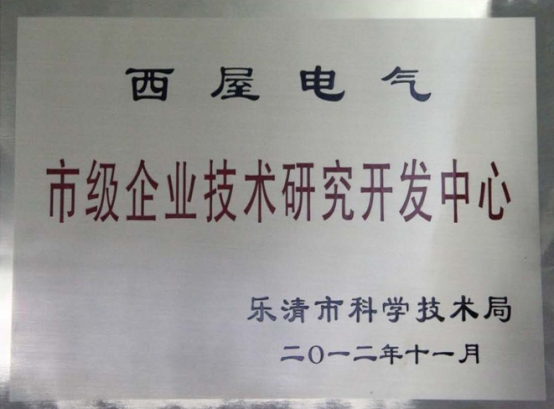 西屋电气
市级企业技术研究开发中心
乐清市科学技术局
二O一二年十一月